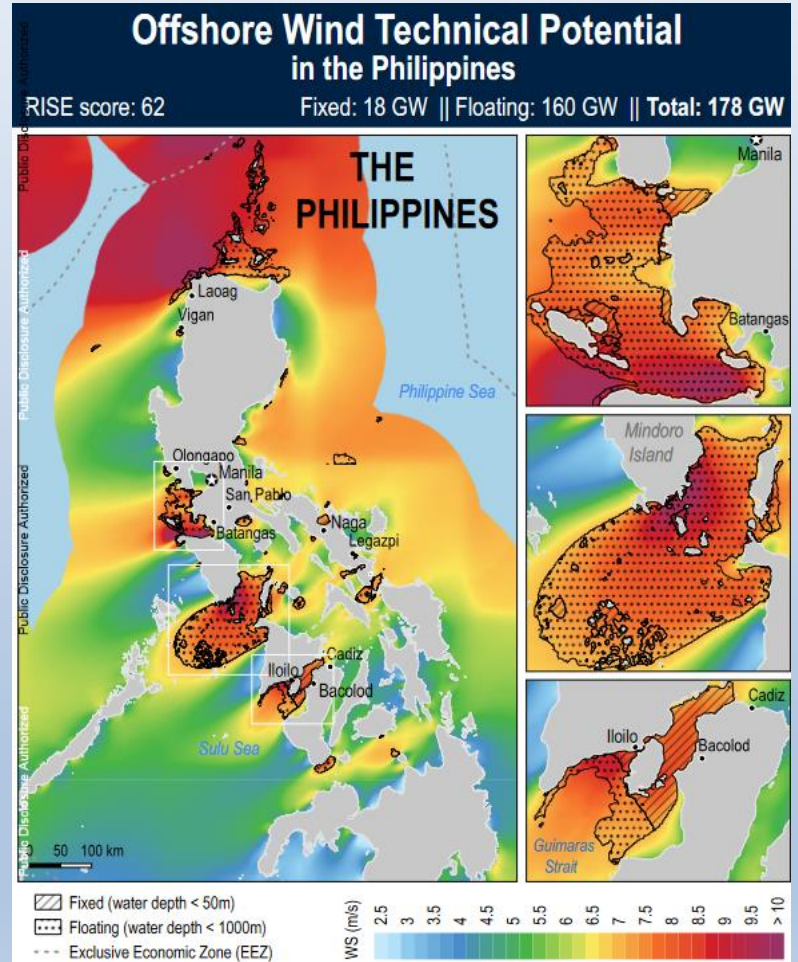 Offshore Wind Technical Potential
in the Philippines
RISE score: 62 Fixed: 18 GW || Floating: 160 GW || Total: 178 GW
Public Disclosure Authorized
Public Disclosure Authorized
Public Disclosure Authorized
Public Disclosure Authorized
THE
PHILIPPINES
Laoag
Vigan
Philippine Sea
Olongapo
Manila
San Pablo
Batangas
Naga
Legazpi
Iloilo
Cadiz
Bacolod
Sulu Sea
0 50 100 km
Manila
Batangas
Mindoro
Island
Cadiz
Iloilo
Bacolod
Guimaras
Strait
Fixed (water depth < 50m)
Floating (water depth < 1000m)
Exclusive Economic Zone (EEZ)
WS (m/s)
2.5 3 3.5 4 4.5 5 5.5 6 6.5 7 7.5 8 8.5 9 9.5 > 10